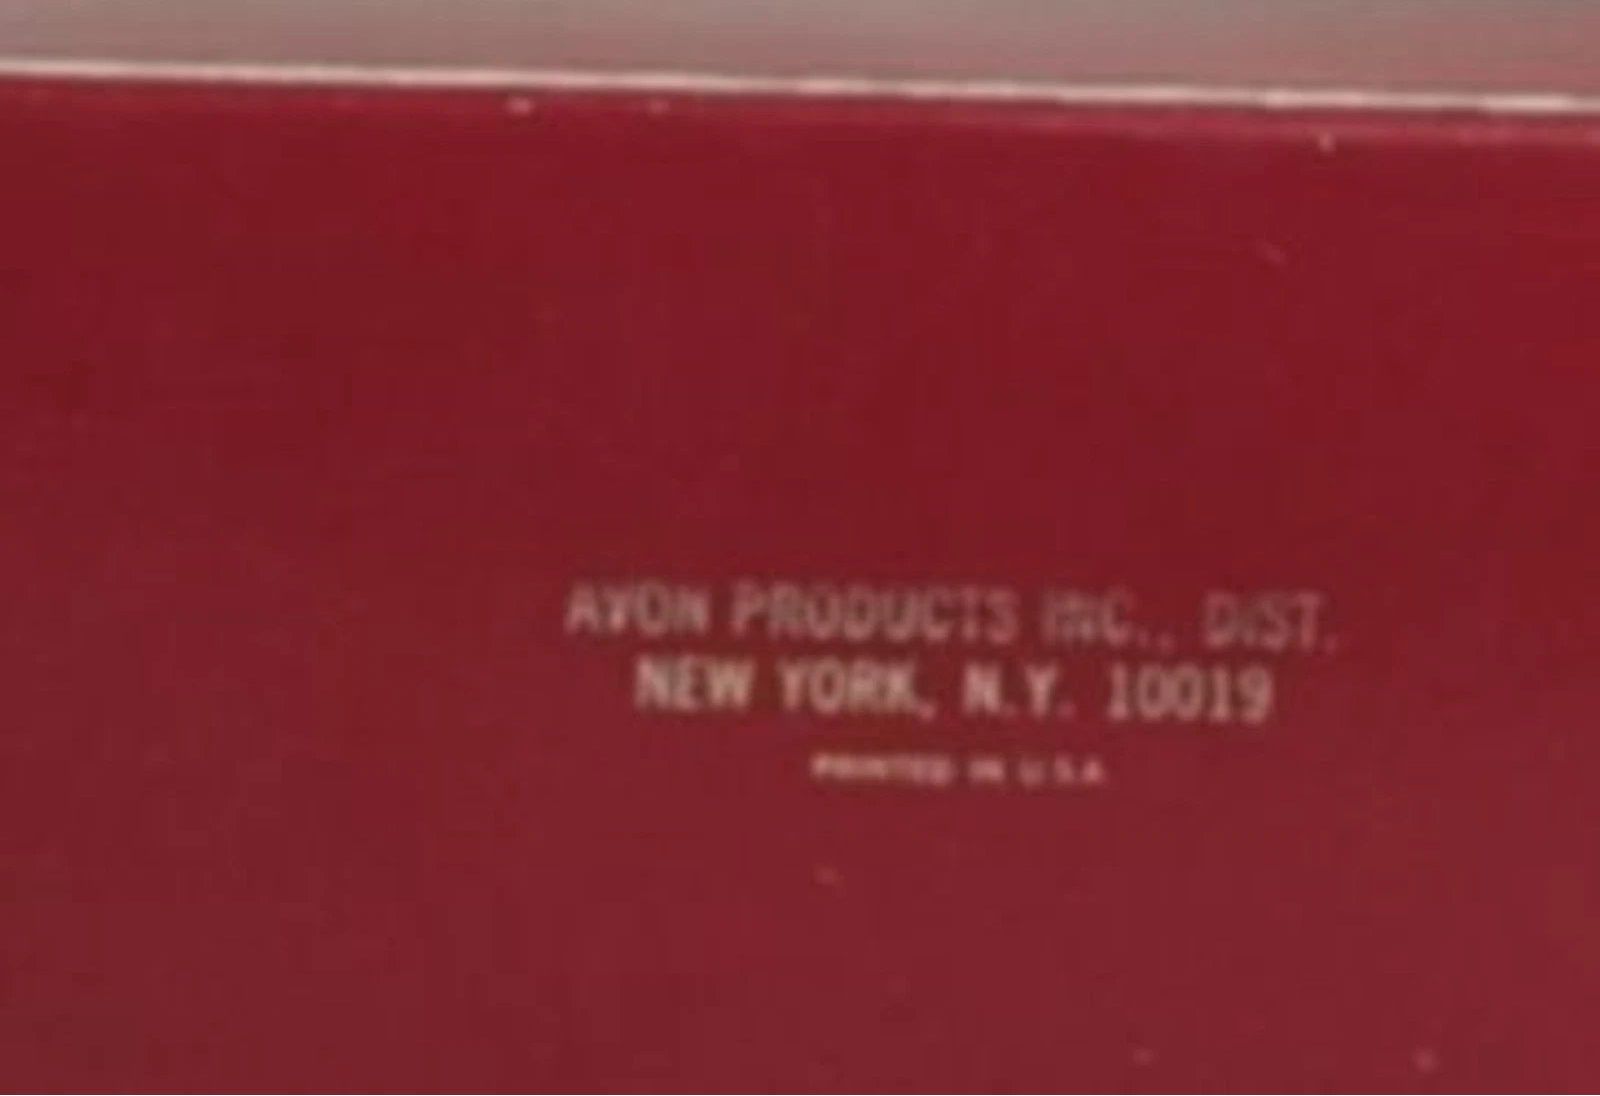 AVON PRODUCTS INC., DIST.
NEW YORK, N.Y. 10019
PRINTED IN U.S.A.